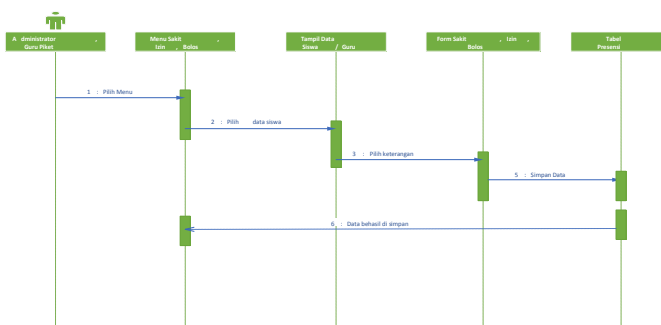 A dministrator ,
Guru Piket
Menu Sakit ,
Izin , Bolos
Tampil Data
Siswa / Guru
Form Sakit , Izin ,
Bolos
Tabel
Presensi
1 : Pilih Menu
2 : Pilih data siswa
3 : Pilih keterangan
5 : Simpan Data
6 : Data behasil di simpan